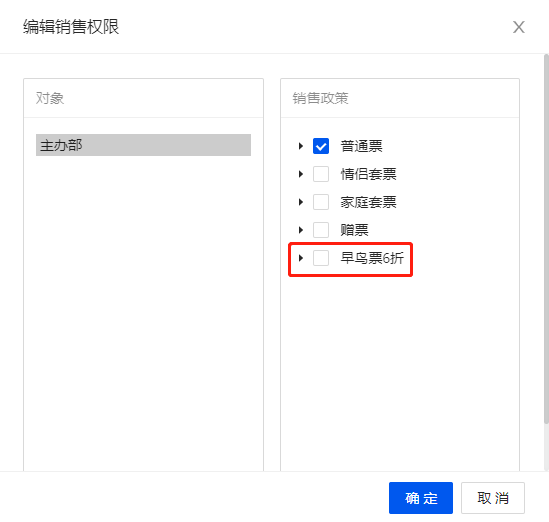 编辑销售权限
对象
销售政策
主办部
普通票
情侣套票
家庭套票
赠票
早鸟票6折
确 定
取 消